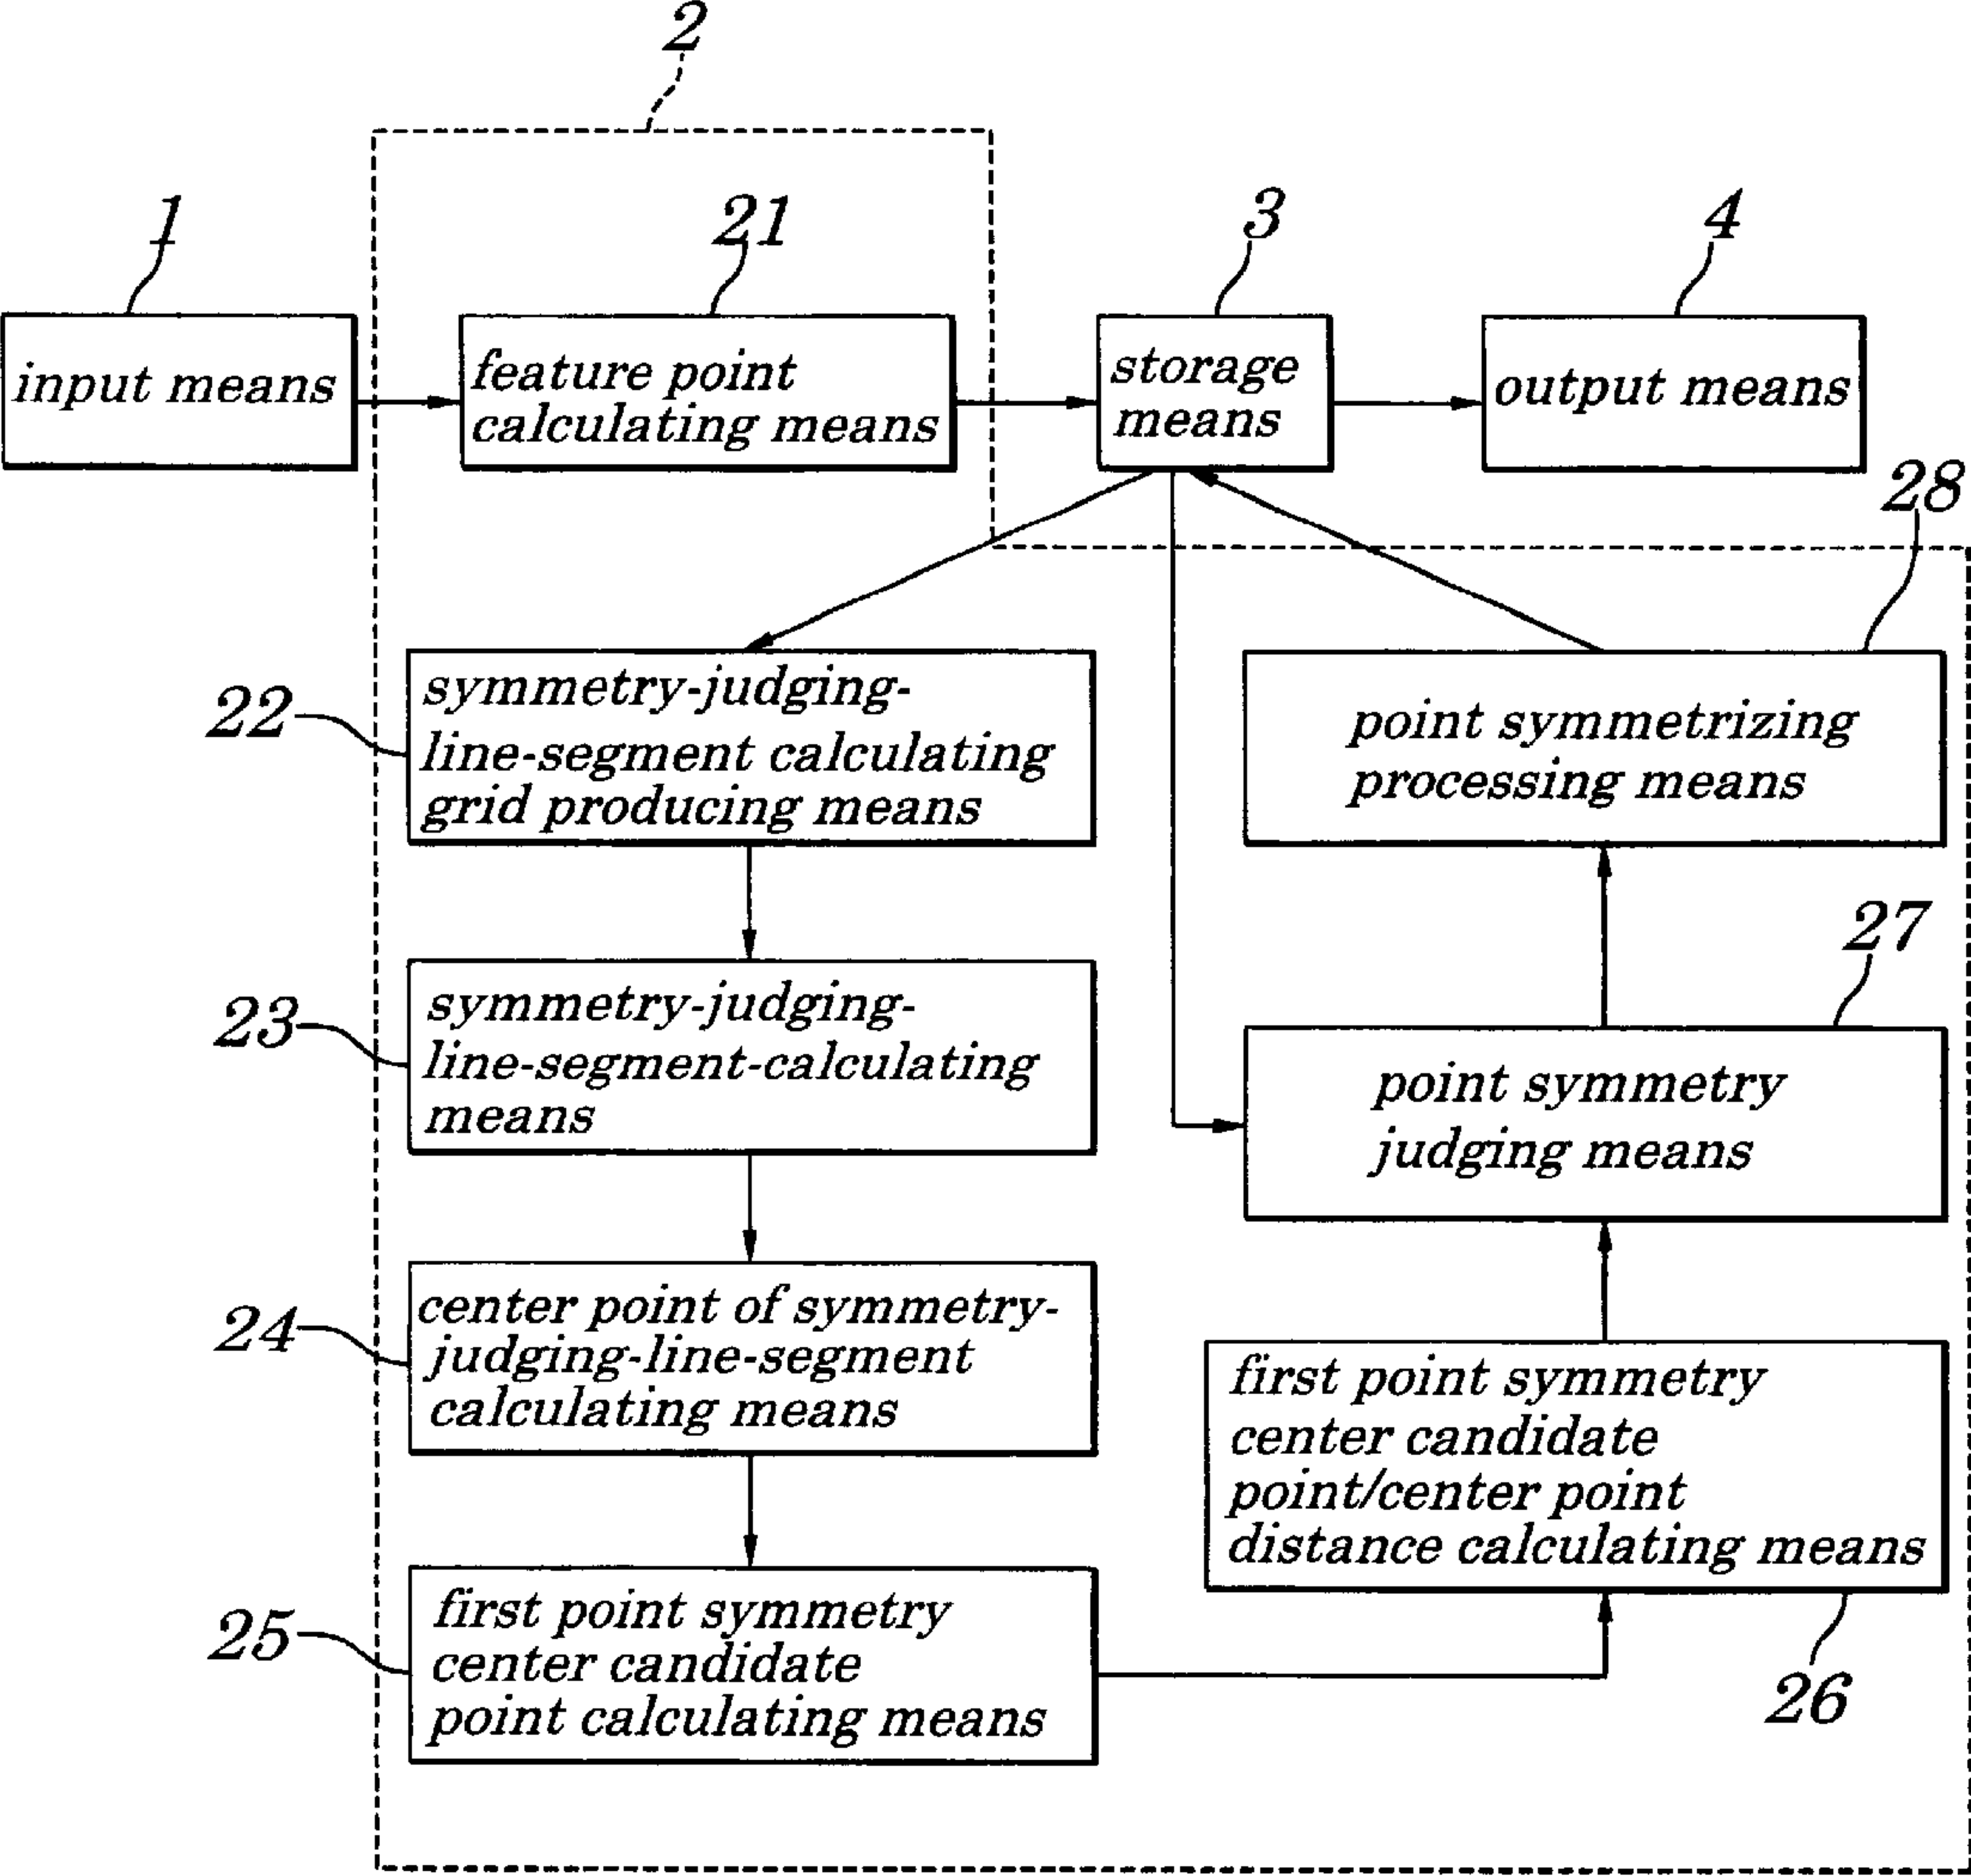 2
1
21
3
4
input means
feature point
calculating means
storage
means
output means
28
22
symmetry-judging-
line-segment calculating
grid producing means
point symmetrizing
processing means
27
23
symmetry-judging-
line-segment-calculating
means
point symmetry
judging means
24
center point of symmetry-
judging-line-segment
calculating means
first point symmetry
center candidate
point/center point
distance calculating means
25
first point symmetry
center candidate
point calculating means
26